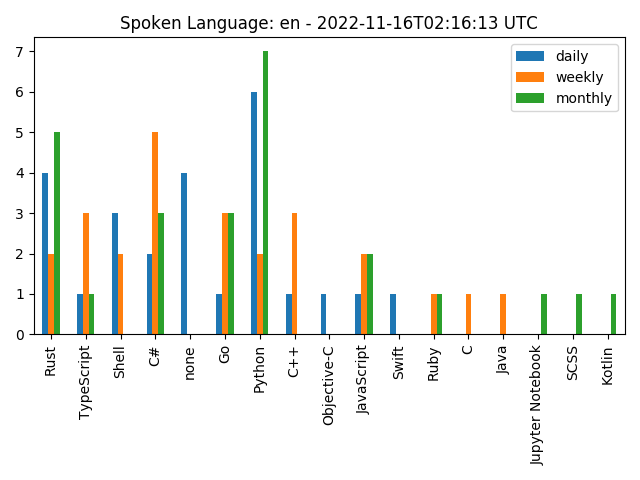 Spoken Language: en - 2022-11-16T02:16:13 UTC
daily
weekly
monthly
7
6
5
4
3
2
1
0
Rust
TypeScript
Shell
C#
none
Go
Python
C++
Objective-C
JavaScript
Swift
Ruby
C
Java
Jupyter Notebook
SCSS
Kotlin